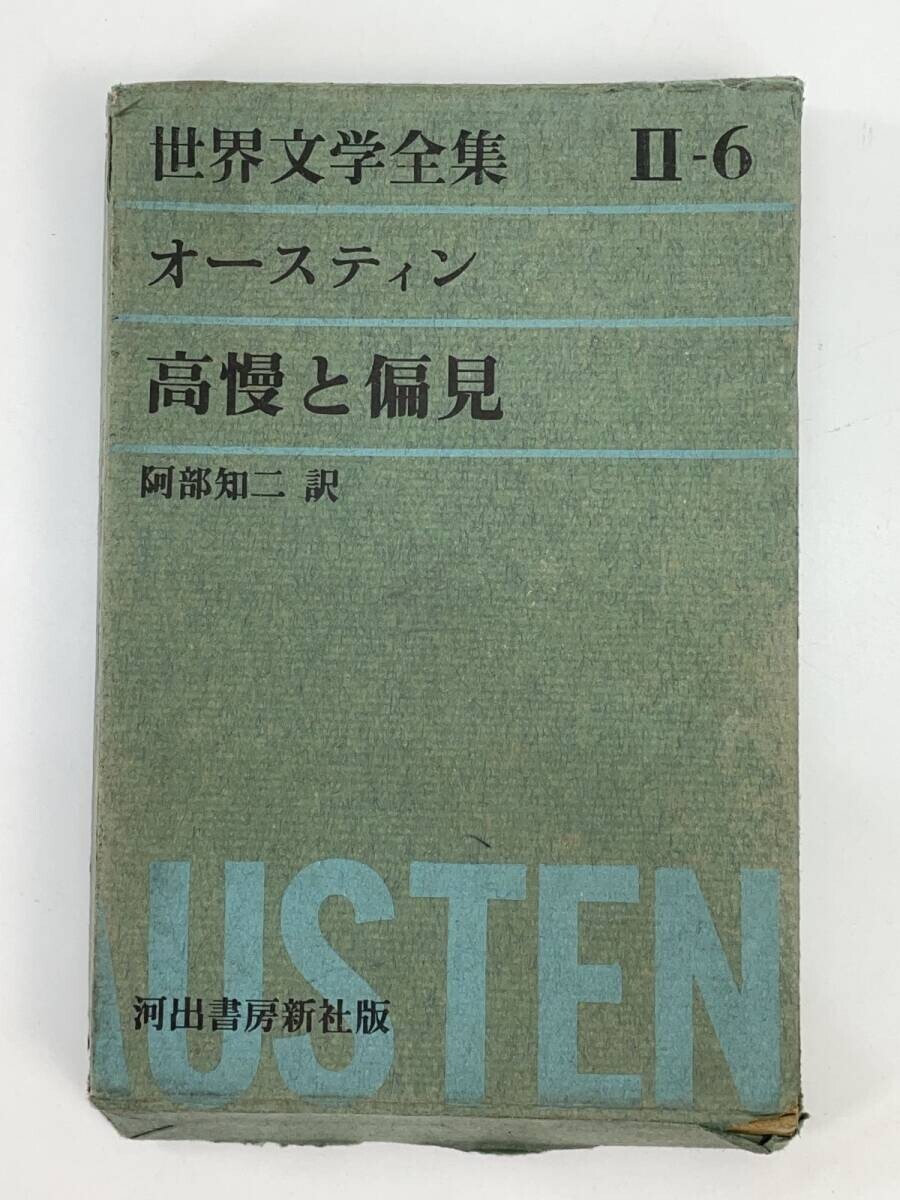 世界文学全集 II-6
オースティン
高慢と偏見
阿部知二 訳
AUSTEN
河出書房新社版